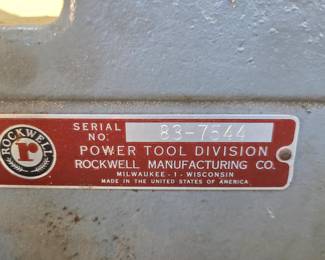 SERIAL
NO. 83-7544
POWER TOOL DIVISION
ROCKWELL MANUFACTURING CO.
MILWAUKEE - 1 - WISCONSIN
MADE IN THE UNITED STATES OF AMERICA
ROCKWELL
r